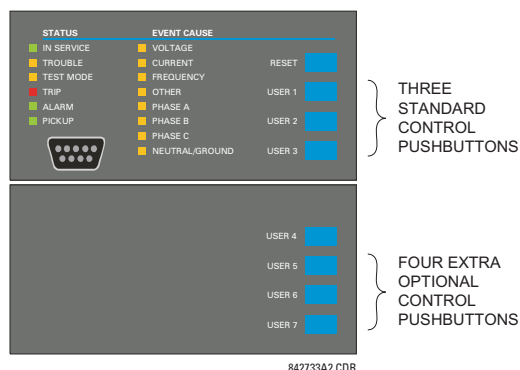 STATUS EVENT CAUSE
IN SERVICE VOLTAGE
TROUBLE CURRENT RESET
TEST MODE FREQUENCY
TRIP OTHER USER 1
ALARM PHASE A
PICKUP PHASE B USER 2
PHASE C
NEUTRAL/GROUND USER 3
THREE
STANDARD
CONTROL
PUSHBUTTONS
USER 4
USER 5
USER 6
USER 7
FOUR EXTRA
OPTIONAL
CONTROL
PUSHBUTTONS
842733A2.CDR